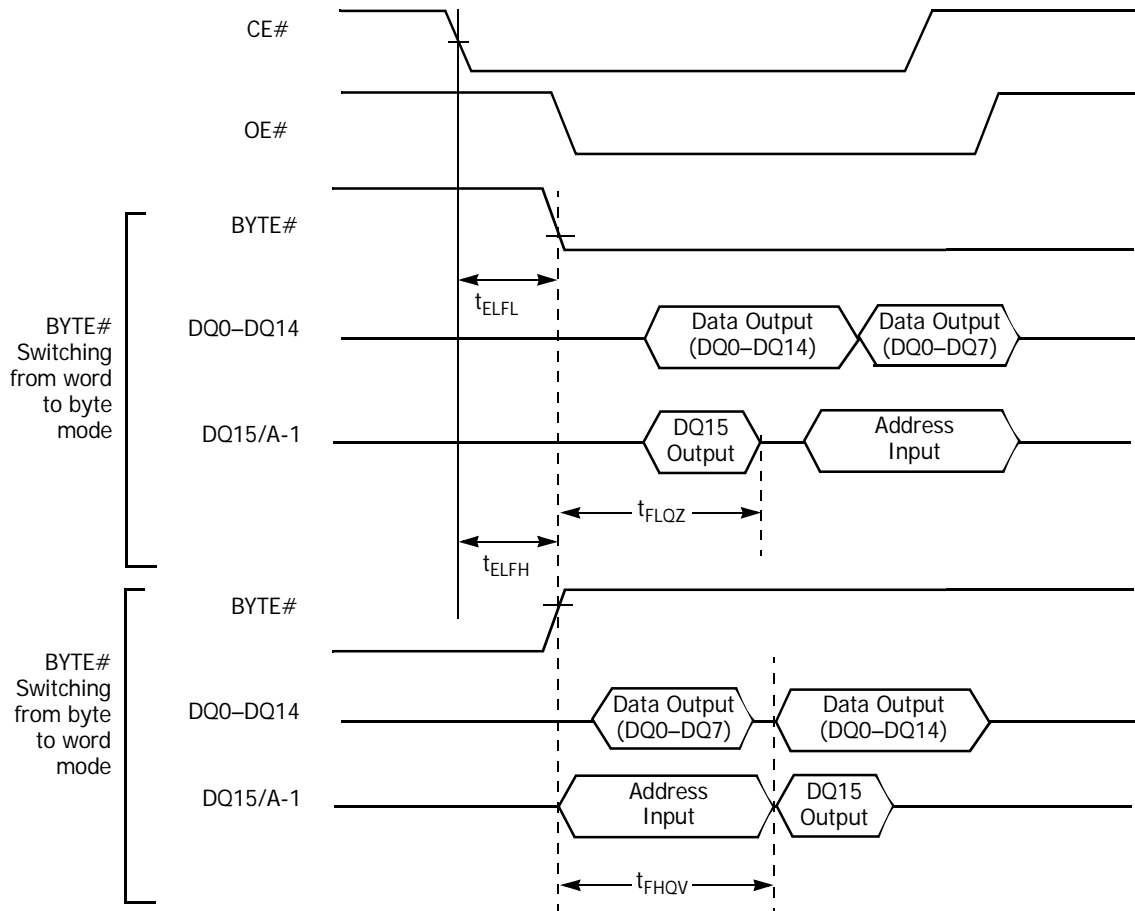 CE#
OE#
BYTE#
tELFL
BYTE#
Switching
from word
to byte
mode
DQ0–DQ14
Data Output
(DQ0–DQ14)
Data Output
(DQ0–DQ7)
DQ15/A-1
DQ15
Output
Address
Input
tFLQZ
tELFH
BYTE#
BYTE#
Switching
from byte
to word
mode
DQ0–DQ14
Data Output
(DQ0–DQ7)
Data Output
(DQ0–DQ14)
DQ15/A-1
Address
Input
DQ15
Output
tFHQV